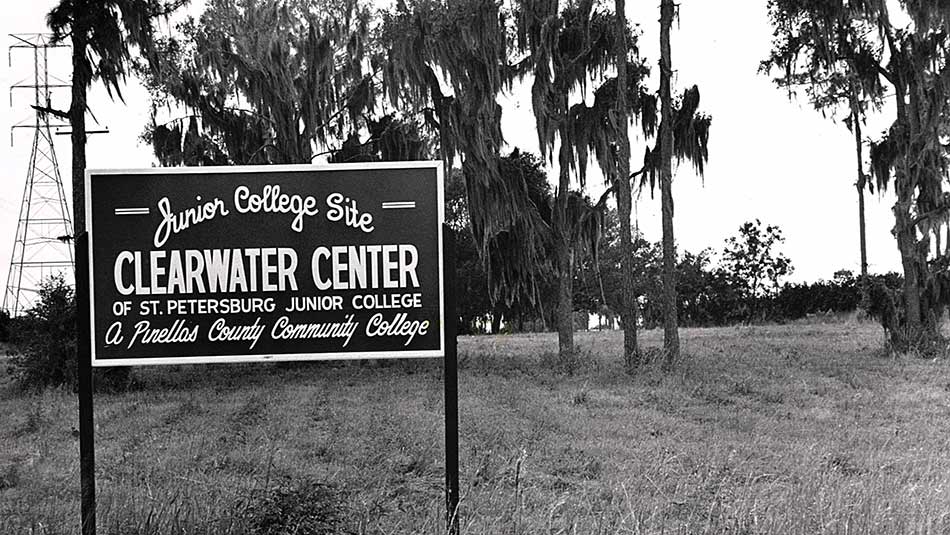 Junior College Site
CLEARWATER CENTER
OF ST. PETERSBURG JUNIOR COLLEGE
A Pinellas County Community College